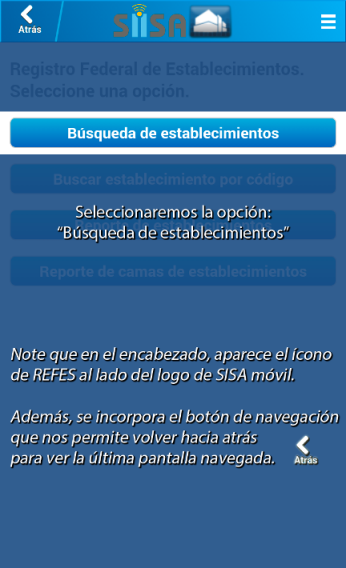 Atrás
SiiSA
Registro Federal de Establecimientos.
Seleccione una opción.
Búsqueda de establecimientos
Buscar establecimiento por código
Seleccionaremos la opción:
“Búsqueda de establecimientos”
Reporte de camas de establecimientos
Note que en el encabezado, aparece el ícono
de REFES al lado del logo de SISA móvil.
Además, se incorpora el botón de navegación
que nos permite volver hacia atrás
para ver la última pantalla navegada.
Atrás